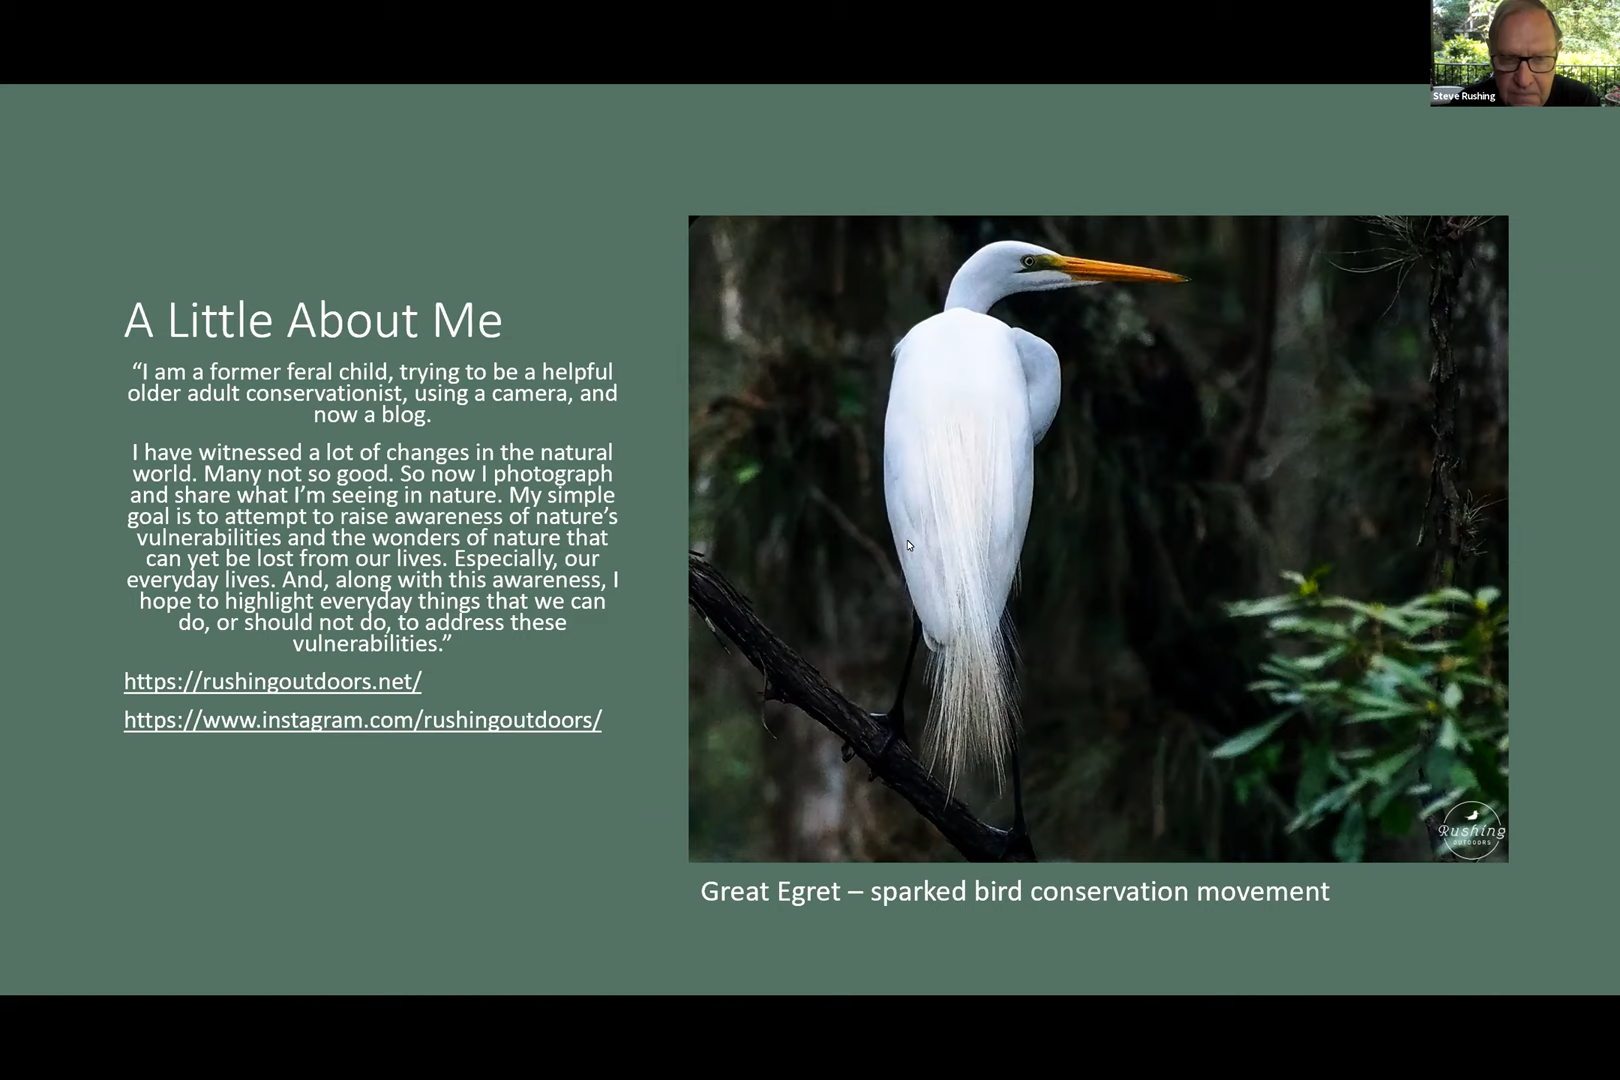 Steve Rushing
A Little About Me
“I am a former feral child, trying to be a helpful
older adult conservationist, using a camera, and
now a blog.
I have witnessed a lot of changes in the natural
world. Many not so good. So now I photograph
and share what I’m seeing in nature. My simple
goal is to attempt to raise awareness of nature’s
vulnerabilities and the wonders of nature that
can yet be lost from our lives. Especially, our
everyday lives. And, along with this awareness, I
hope to highlight everyday things that we can
do, or should not do, to address these
vulnerabilities.”
https://rushingoutdoors.net/
https://www.instagram.com/rushingoutdoors/
Rushing
OUTDOORS
Great Egret – sparked bird conservation movement